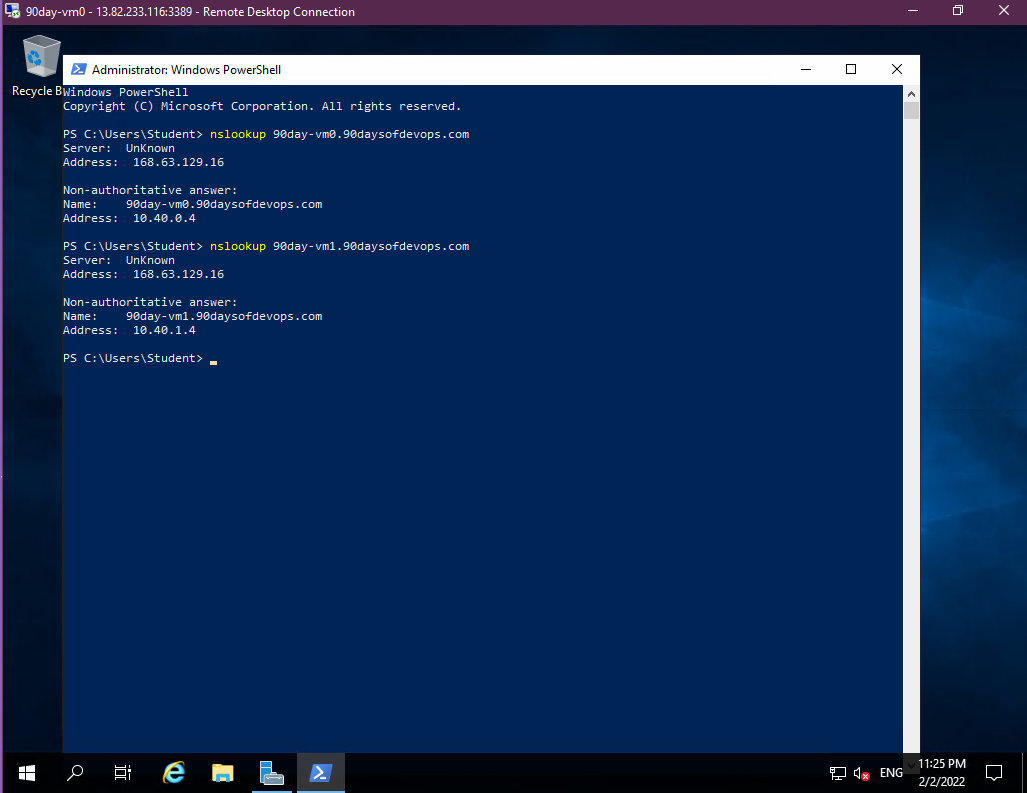 90day-vm0 - 13.82.233.116:3389 - Remote Desktop Connection
Administrator: Windows PowerShell
Recycle B
Windows PowerShell
Copyright (C) Microsoft Corporation. All rights reserved.
PS C:\Users\Student> nslookup 90day-vm0.90daysofdevops.com
Server:  UnKnown
Address:  168.63.129.16
Non-authoritative answer:
Name:    90day-vm0.90daysofdevops.com
Address:  10.40.0.4
PS C:\Users\Student> nslookup 90day-vm1.90daysofdevops.com
Server:  UnKnown
Address:  168.63.129.16
Non-authoritative answer:
Name:    90day-vm1.90daysofdevops.com
Address:  10.40.1.4
PS C:\Users\Student>
ENG
11:25 PM
2/2/2022